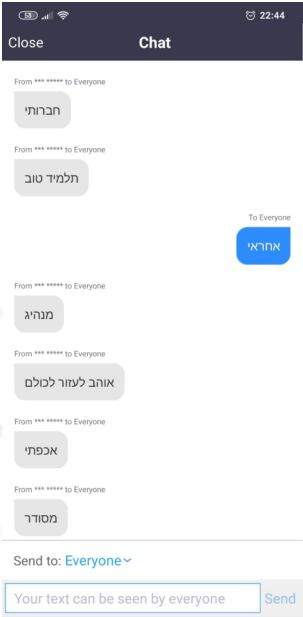 53 22:44
Close Chat
From *** ***** to Everyone
חברותי
From *** ***** to Everyone
תלמיד טוב
To Everyone
אחראי
From *** ***** to Everyone
מנהיג
From *** ***** to Everyone
אוהב לעזור לכולם
From *** ***** to Everyone
אכפתי
From *** ***** to Everyone
מסודר
Send to: Everyone
Your text can be seen by everyone Send